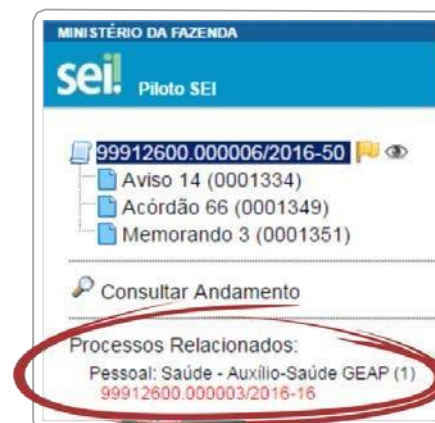 MINISTÉRIO DA FAZENDA
sei! Piloto SEI
99912600.000006/2016-50
Aviso 14 (0001334)
Acórdão 66 (0001349)
Memorando 3 (0001351)
Consultar Andamento
Processos Relacionados:
Pessoal: Saúde - Auxílio-Saúde GEAP (1)
99912600.000003/2016-16